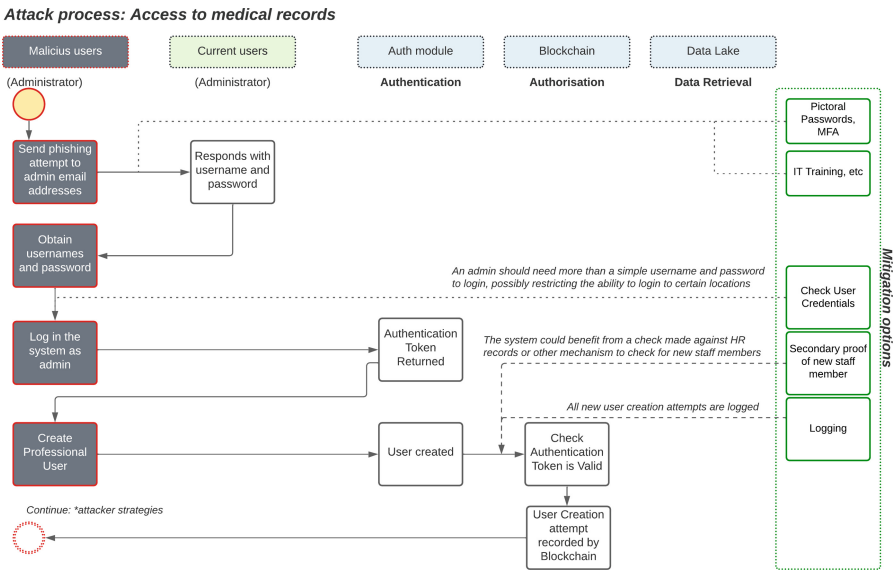 Attack process: Access to medical records
Malicius users
Current users
Auth module
Blockchain
Data Lake
(Administrator)
(Administrator)
Authentication
Authorisation
Data Retrieval
Pictoral
Passwords,
MFA
Send phishing
attempt to
admin email
addresses
Responds with
username and
password
IT Training, etc
Obtain
usernames
and password
An admin should need more than a simple username and password
to login, possibly restricting the ability to login to certain locations
Check User
Credentials
Mitigation options
Log in the
system as
admin
Authentication
Token
Returned
The system could benefit from a check made against HR
records or other mechanism to check for new staff members
Secondary proof
of new staff
member
All new user creation attempts are logged
Logging
Create
Professional
User
User created
Check
Authentication
Token is Valid
Continue: *attacker strategies
User Creation
attempt
recorded by
Blockchain